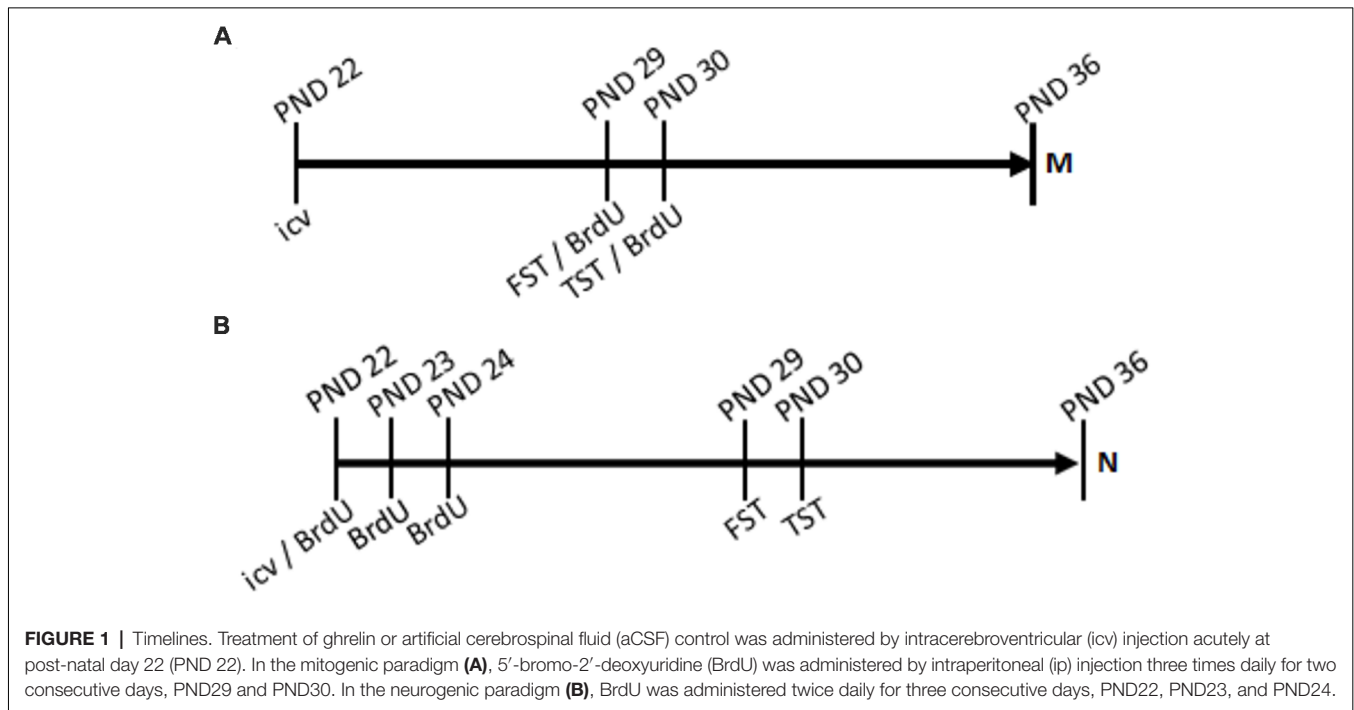 A
PND 22
PND 29
PND 30
PND 36
M
icv
FST / BrdU
TST / BrdU
B
PND 22
PND 23
PND 24
PND 29
PND 30
PND 36
N
icv / BrdU
BrdU
BrdU
FST
TST
FIGURE 1 | Timelines. Treatment of ghrelin or artificial cerebrospinal fluid (aCSF) control was administered by intracerebroventricular (icv) injection acutely at
post-natal day 22 (PND 22). In the mitogenic paradigm (A), 5′-bromo-2′-deoxyuridine (BrdU) was administered by intraperitoneal (ip) injection three times daily for two
consecutive days, PND29 and PND30. In the neurogenic paradigm (B), BrdU was administered twice daily for three consecutive days, PND22, PND23, and PND24.